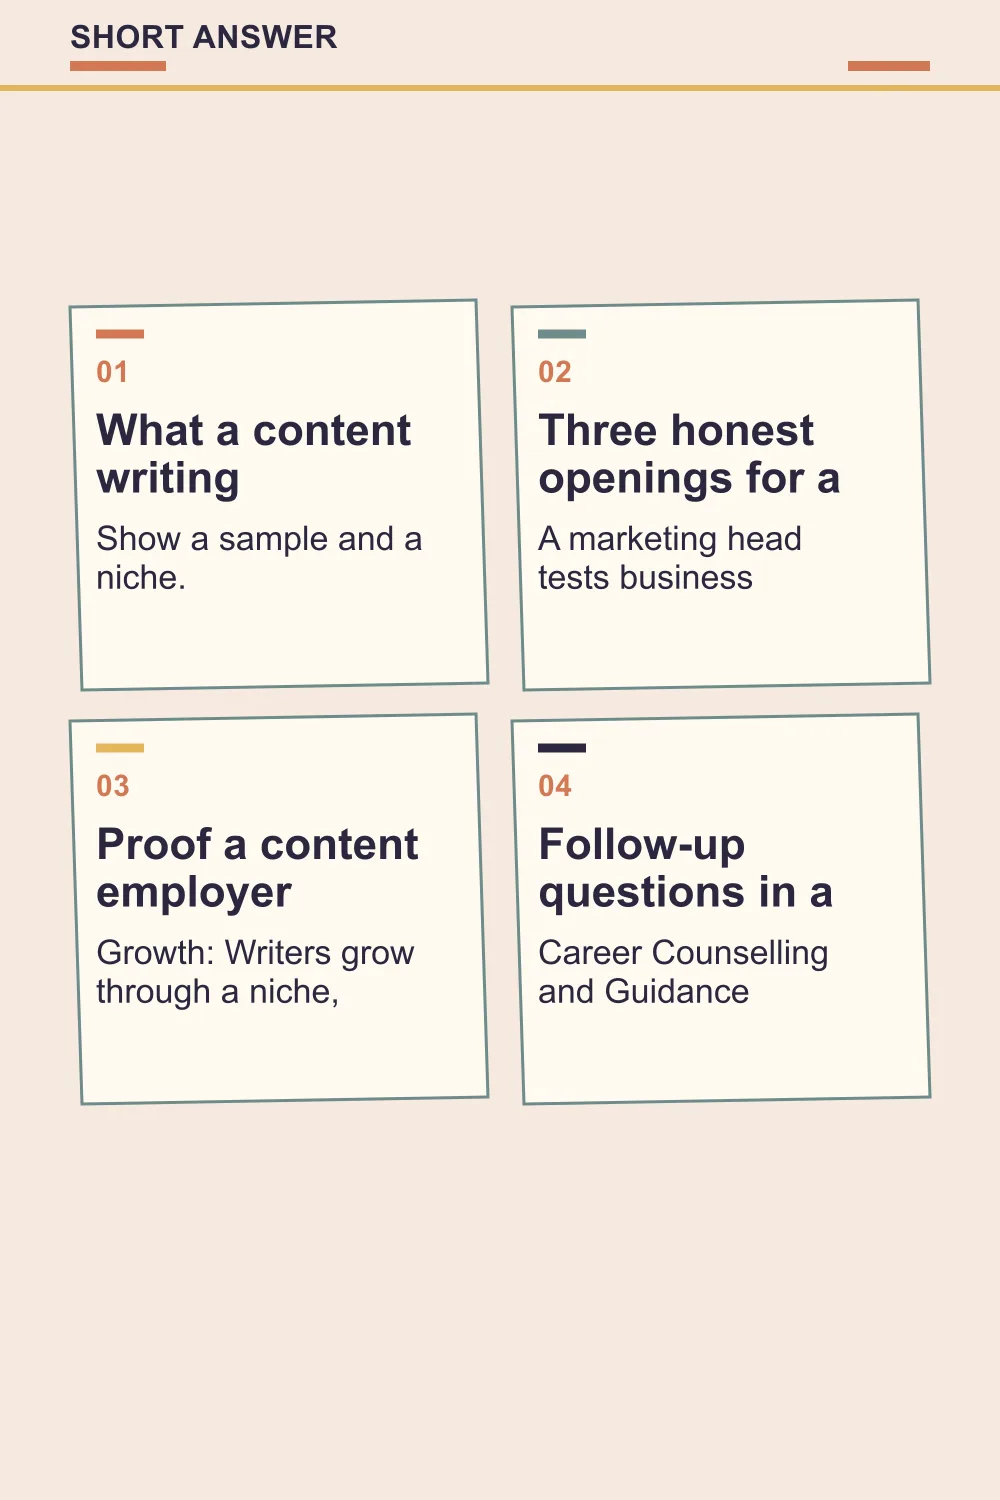 SHORT ANSWER
01
What a content
writing
Show a sample and a
niche.
02
Three honest
openings for a
A marketing head
tests business
03
Proof a content
employer
Growth: Writers grow
through a niche,
04
Follow-up
questions in a
Career Counselling
and Guidance